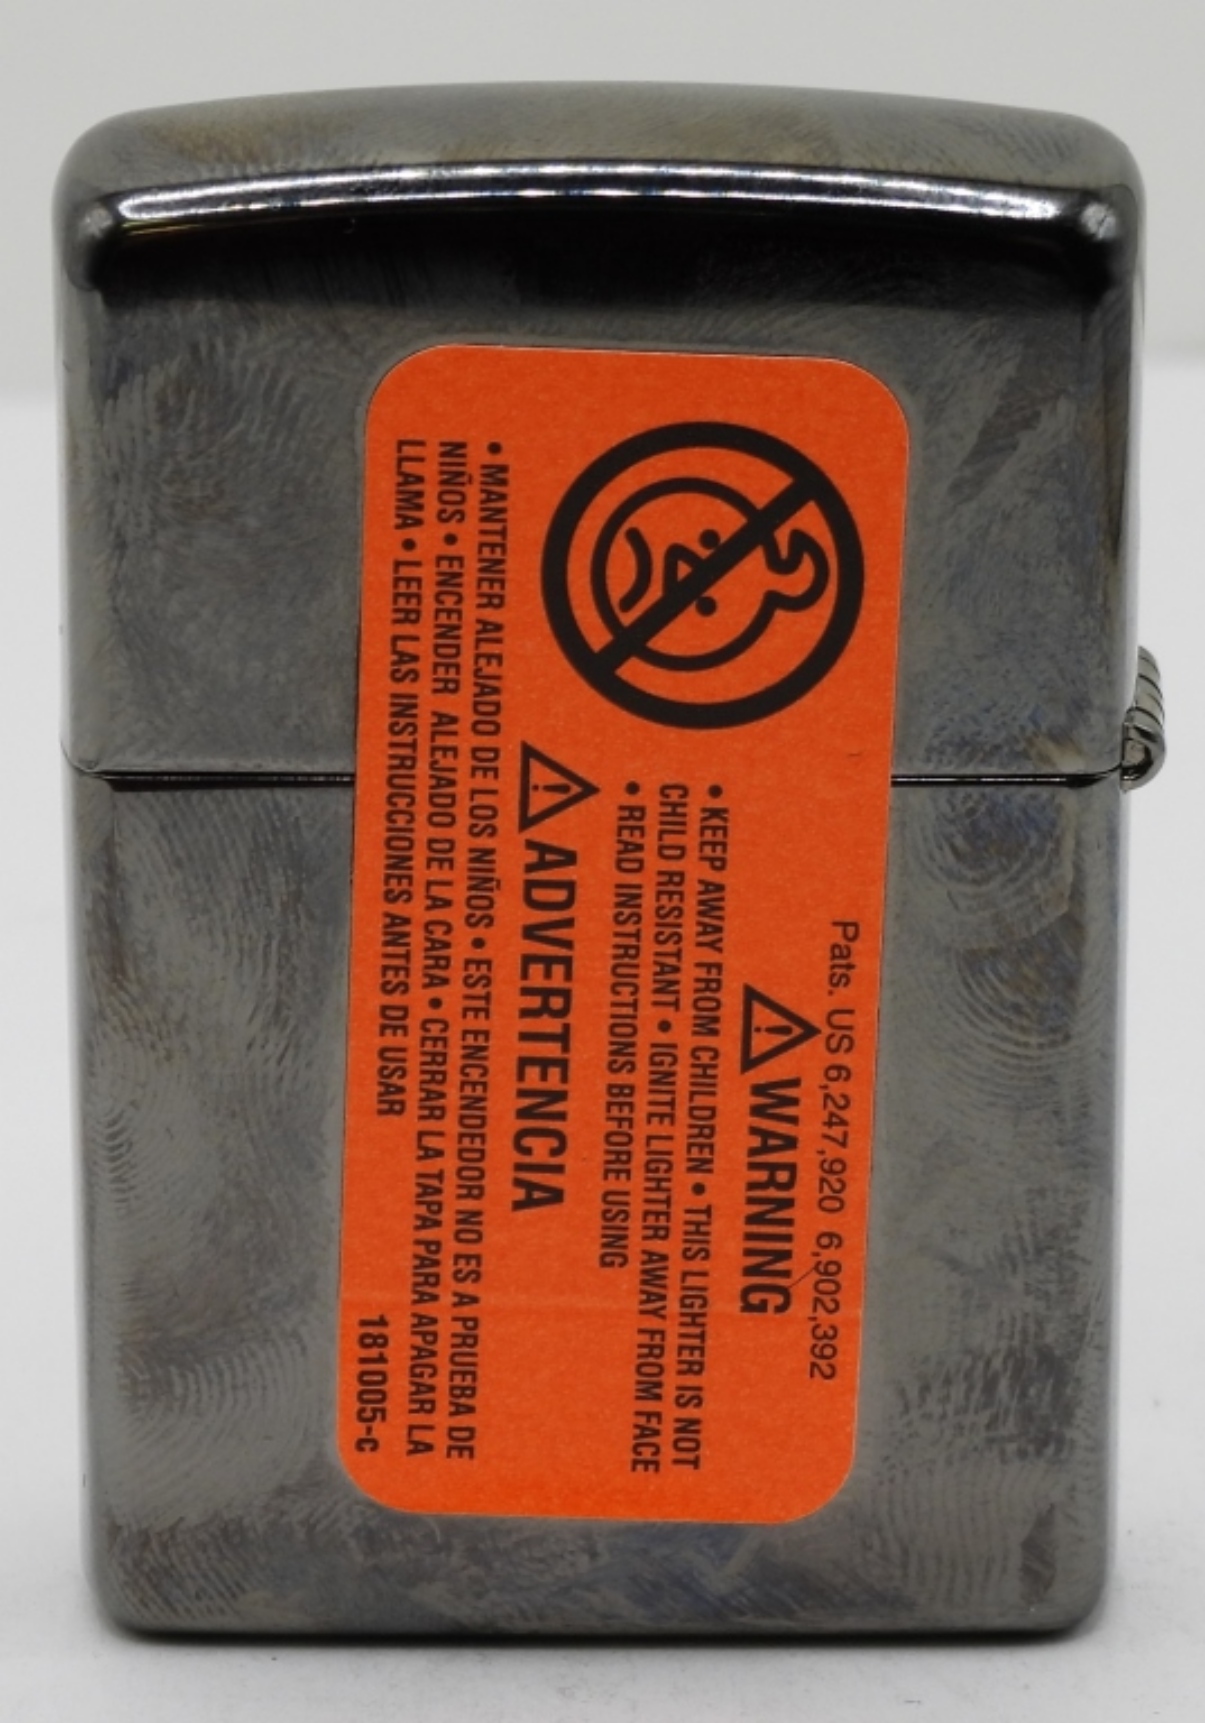 Pats. US 6,247,920 6,902,392
WARNING
• KEEP AWAY FROM CHILDREN • THIS LIGHTER IS NOT
CHILD RESISTANT • IGNITE LIGHTER AWAY FROM FACE
• READ INSTRUCTIONS BEFORE USING
ADVERTENCIA
• MANTENER ALEJADO DE LOS NIÑOS • ESTE ENCENDEDOR NO ES A PRUEBA DE
NIÑOS • ENCENDER ALEJADO DE LA CARA • CERRAR LA TAPA PARA APAGAR LA
LLAMA • LEER LAS INSTRUCCIONES ANTES DE USAR
181005-c